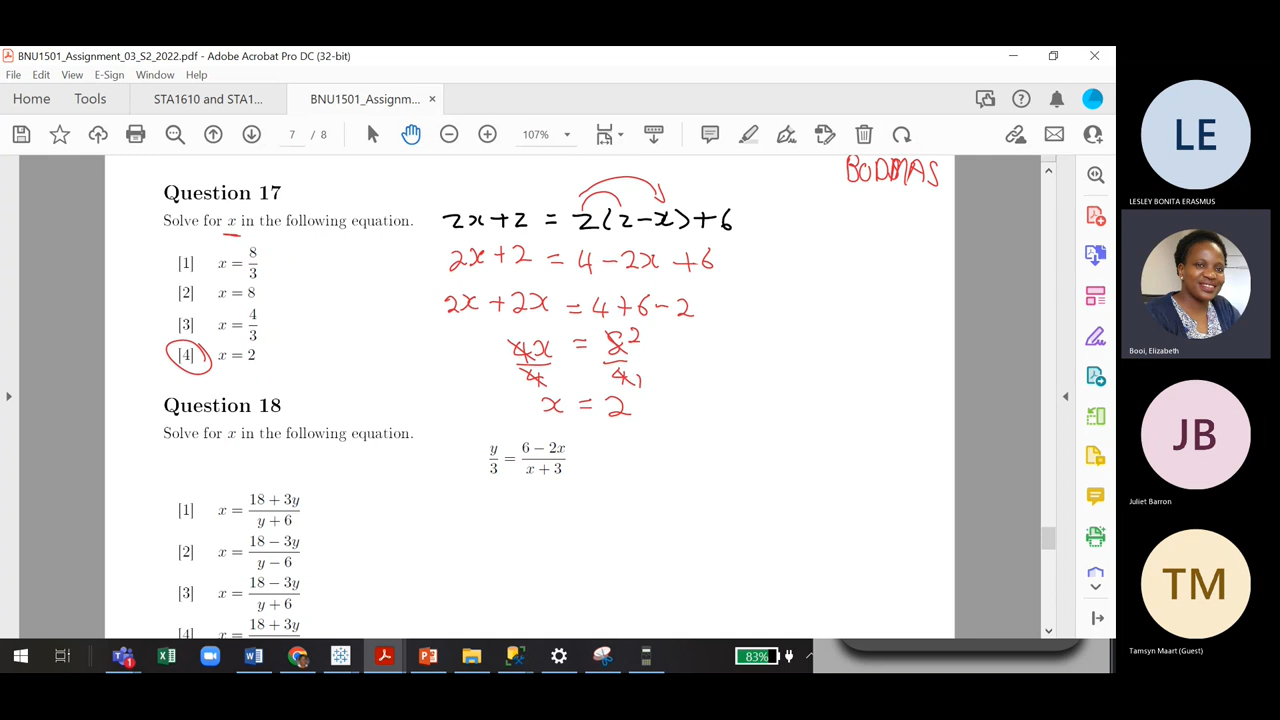 BNU1501_Assignment_03_S2_2022.pdf - Adobe Acrobat Pro DC (32-bit)
File Edit View E-Sign Window Help
Home Tools STA1610 and STA1... BNU1501_Assignm... ×
7 / 8 107%
BODMAS
Question 17
Solve for x in the following equation.
2x+2 = 2(2-x)+6
[1] x = 8/3
2x+2 = 4-2x+6
[2] x = 8
2x+2x = 4+6-2
[3] x = 4/3
4x/4 = 8/4 2 1
[4] x = 2
x = 2
Question 18
Solve for x in the following equation.
y/3 = (6 − 2x)/(x + 3)
[1] x = (18 + 3y)/(y + 6)
[2] x = (18 − 3y)/(y − 6)
[3] x = (18 − 3y)/(y + 6)
[4] x = 18 + 3y
83%
LE
LESLEY BONITA ERASMUS
Booi, Elizabeth
JB
Juliet Barron
TM
Tamsyn Maart (Guest)